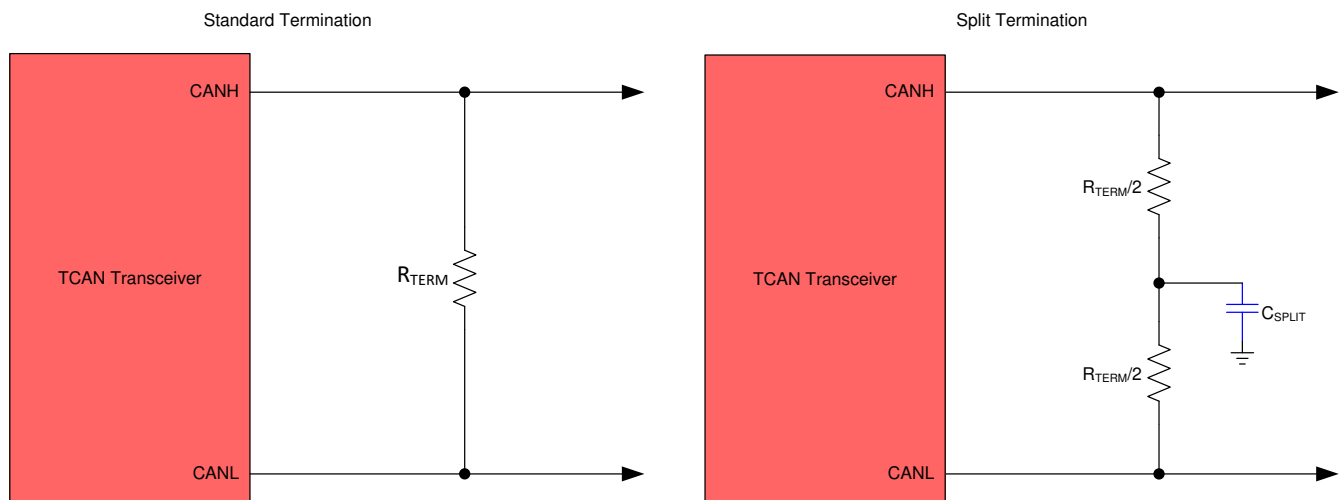 Standard Termination
CANH
TCAN Transceiver
RTERM
CANL
Split Termination
CANH
RTERM/2
TCAN Transceiver
CSPLIT
RTERM/2
CANL